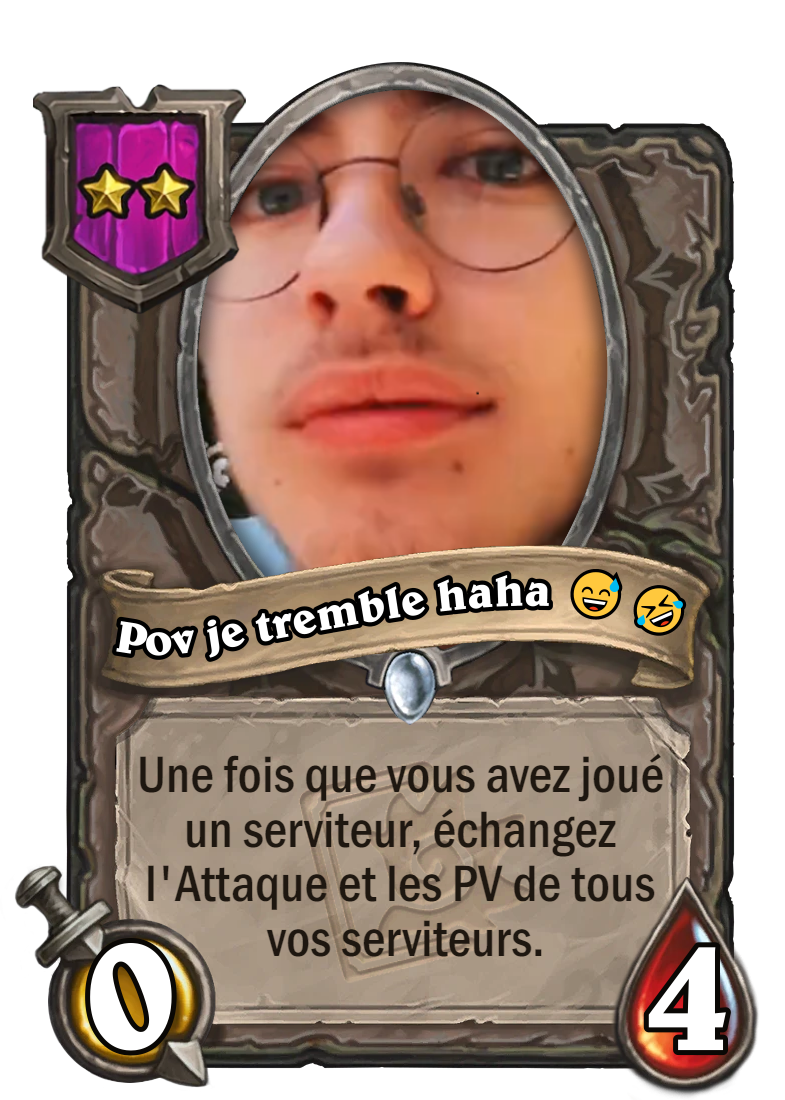 Pov je tremble haha 😅 🤣
Une fois que vous avez joué
un serviteur, échangez
l'Attaque et les PV de tous
vos serviteurs.
0
4